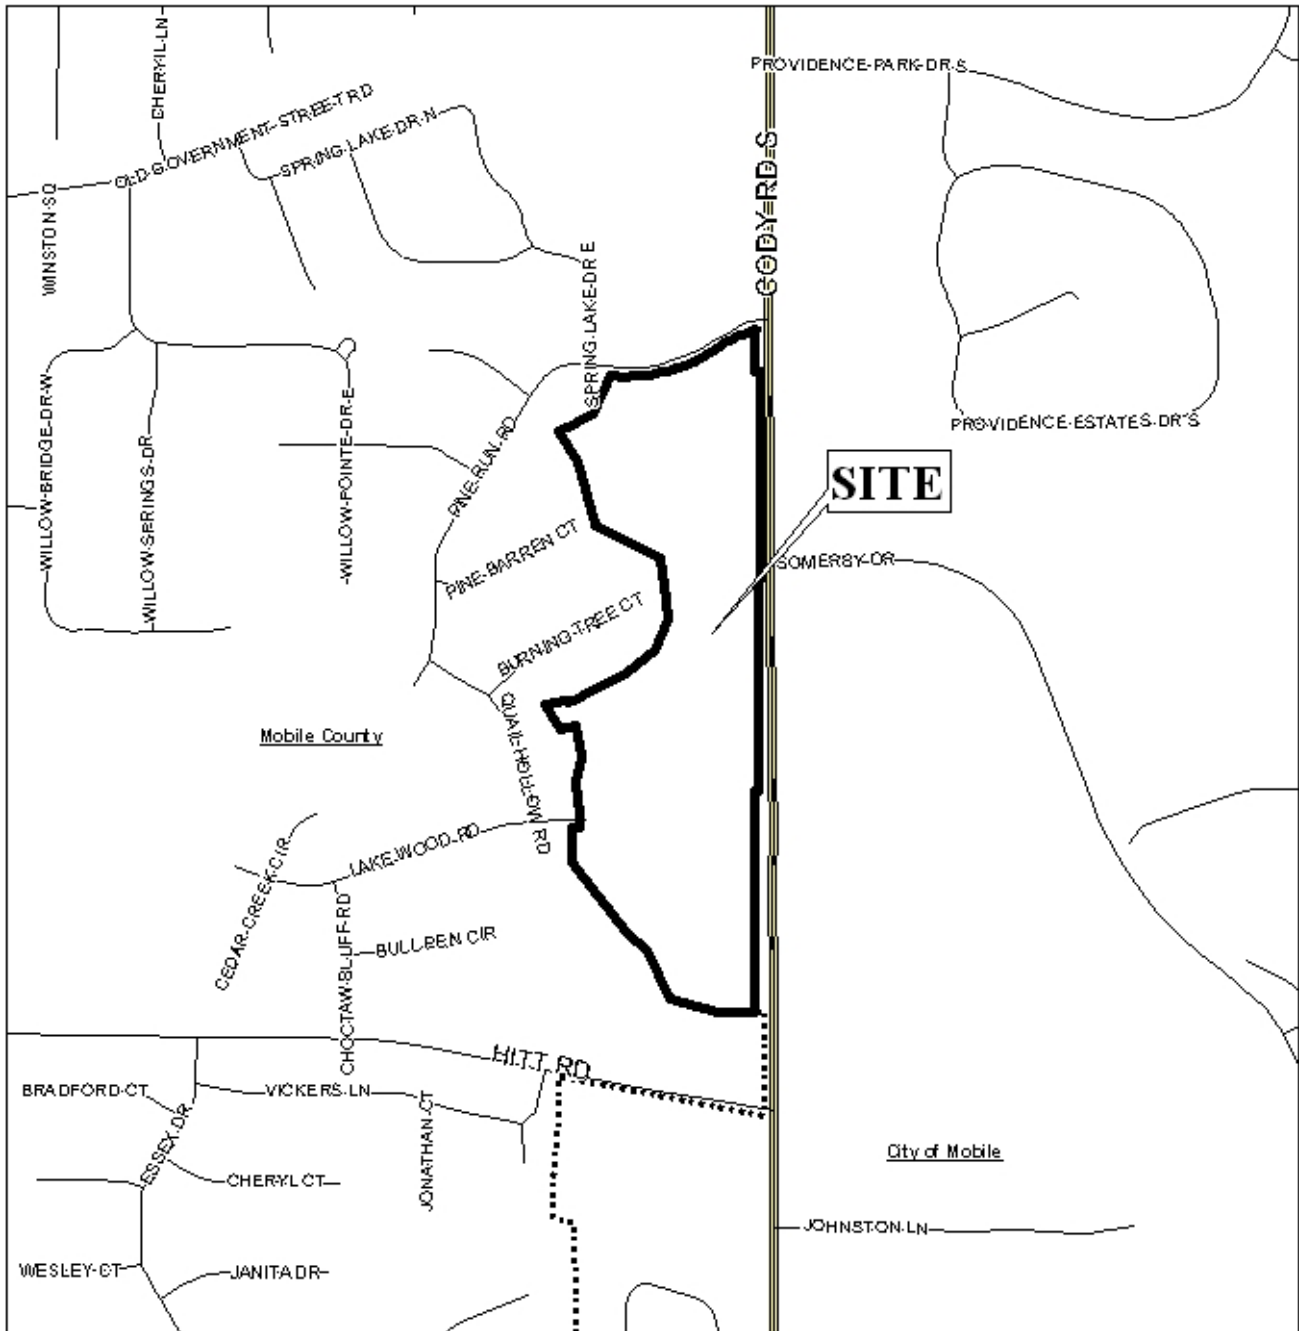 CHERYIL-LN
PROVIDENCE-PARK-DR-S
OLD-GOVERNMENT-STREET-RD
SPRING-LAKE-DR-N
CODY-RD-S
WINSTON-SQ
SPRING-LAKE-DR E
WILLOW-BRIDGE-DR-W
WILLOW-SPRINGS-DR
WILLOW-POINTE-DR-E
PINE-RUN-RD
PROVIDENCE-ESTATES-DR'S
SITE
PINE-BARREN CT
SOMERBY-DR
BURNING-TREE CT
QUAIL-HOLLOW RD
Mobile County
LAKEWOOD-RD
CEDAR-CREEK-CIR
CHOCTAW-BLUFF-RD
BULLPEN CIR
HITT RD
BRADFORD-CT
VICKERS-LN
ESSEX-DR
JONATHAN-CT
CHERYL CT
City of Mobile
JOHNSTON-LN
WESLEY-CT
JANITA DR